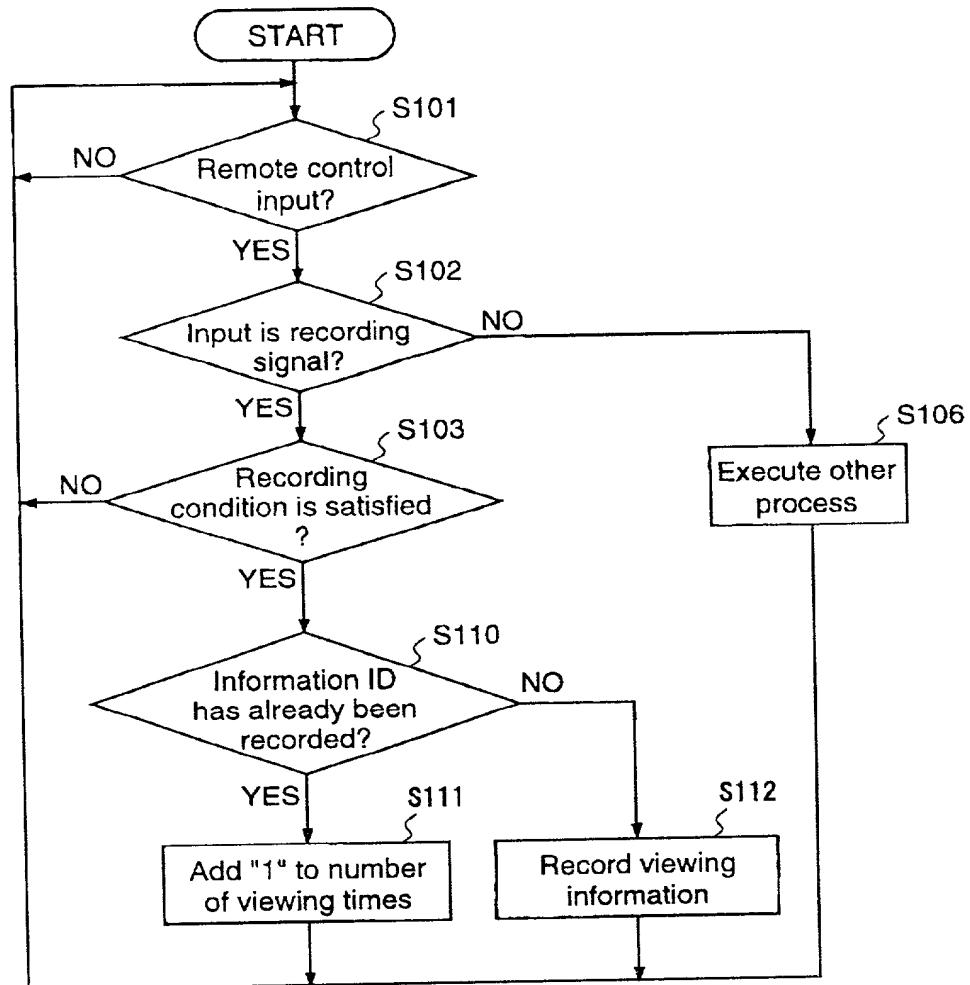 START
S101
NO
Remote control
input?
YES
S102
NO
Input is recording
signal?
YES
S103
S106
NO
Recording
condition is satisfied
?
Execute other
process
YES
S110
Information ID
has already been
recorded?
NO
YES
S111
S112
Add "1" to number
of viewing times
Record viewing
information